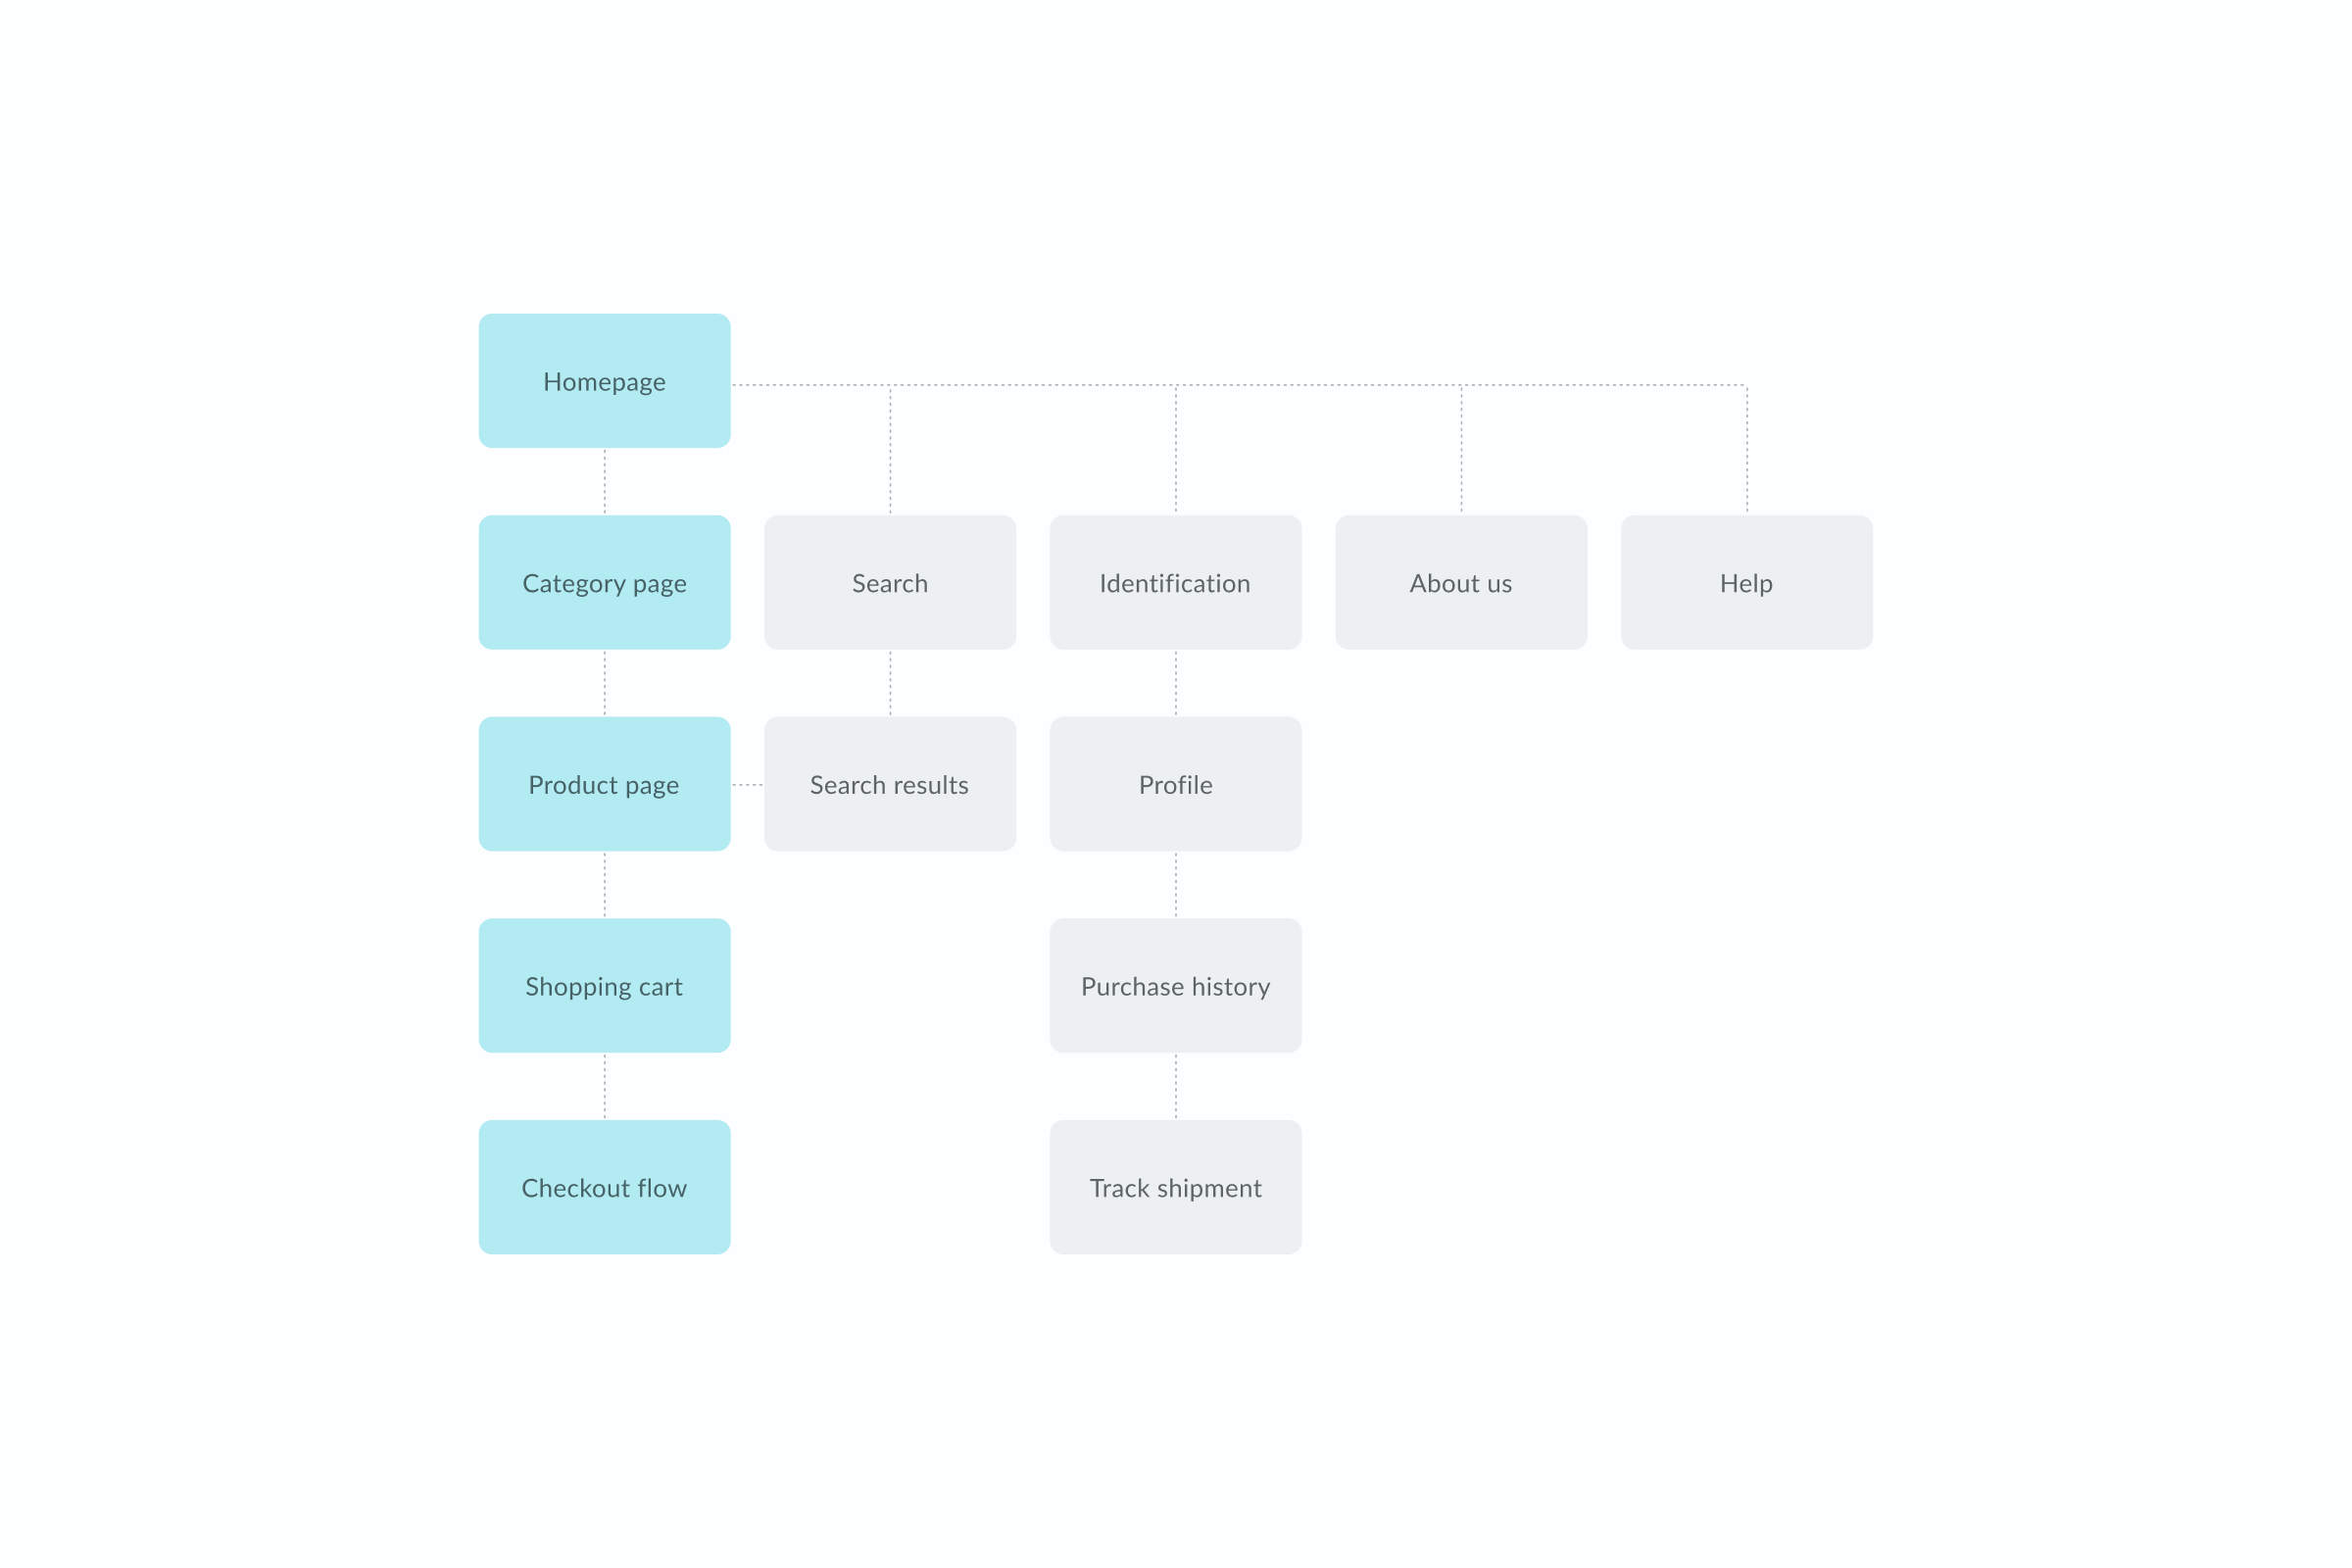 Homepage
Category page
Search
Identification
About us
Help
Product page
Search results
Profile
Shopping cart
Purchase history
Checkout flow
Track shipment